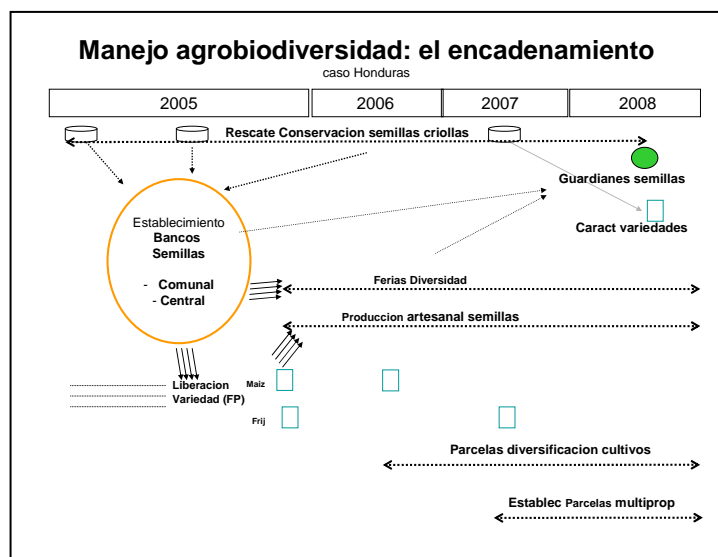 Manejo agrobiodiversidad: el encadenamiento
caso Honduras
2005 2006 2007 2008
Rescate Conservacion semillas criollas
Guardianes semillas
Caract variedades
Establecimiento
Bancos
Semillas
- Comunal
- Central
Ferias Diversidad
Produccion artesanal semillas
Liberacion Maiz
Variedad (FP)
Frij
Parcelas diversificacion cultivos
Establec Parcelas multiprop